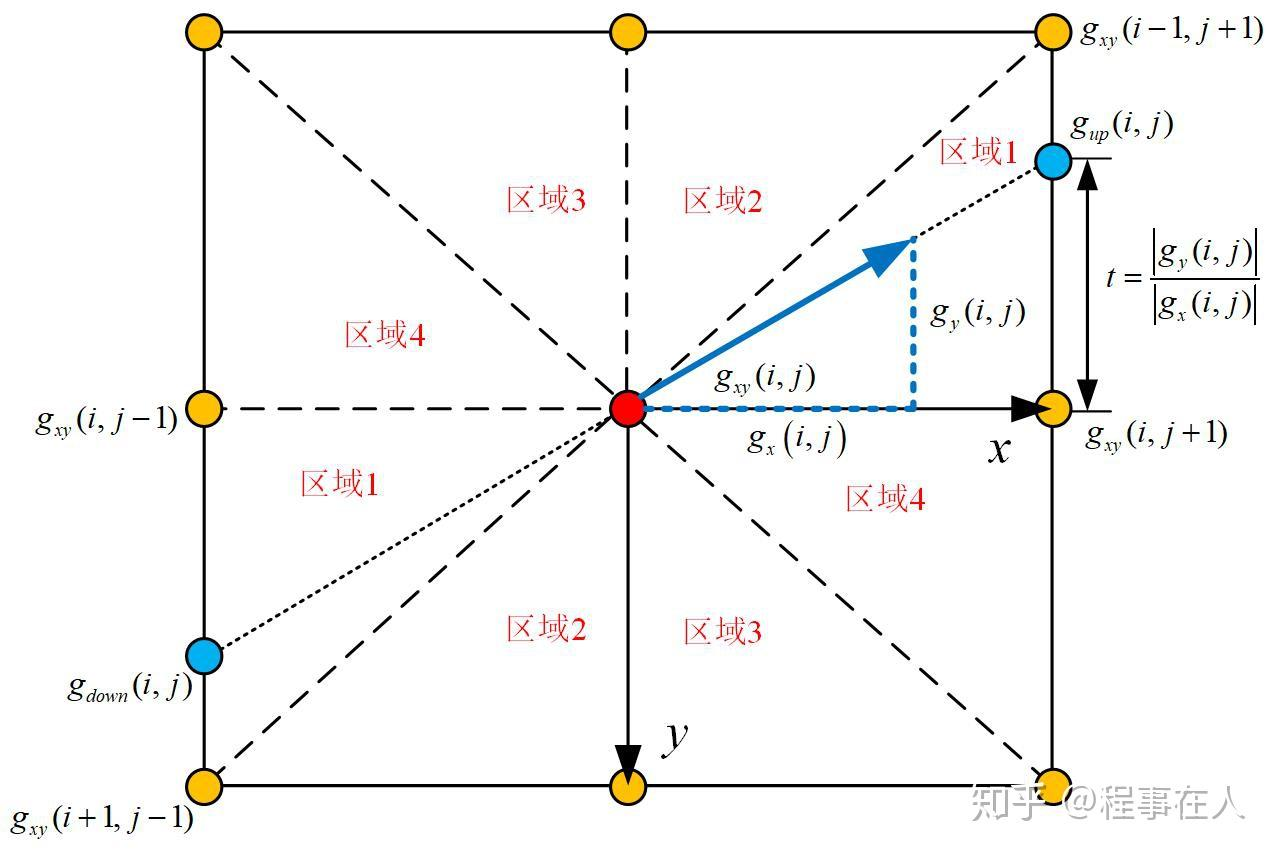 g_xy(i−1, j+1)
g_up(i, j)
区域1
区域3
区域2
t = |g_y(i, j)| / |g_x(i, j)|
g_y(i, j)
区域4
g_xy(i, j)
g_xy(i, j−1)
g_x(i, j)
x
g_xy(i, j+1)
区域1
区域4
区域2
区域3
g_down(i, j)
y
知乎 @程事在人
g_xy(i+1, j−1)